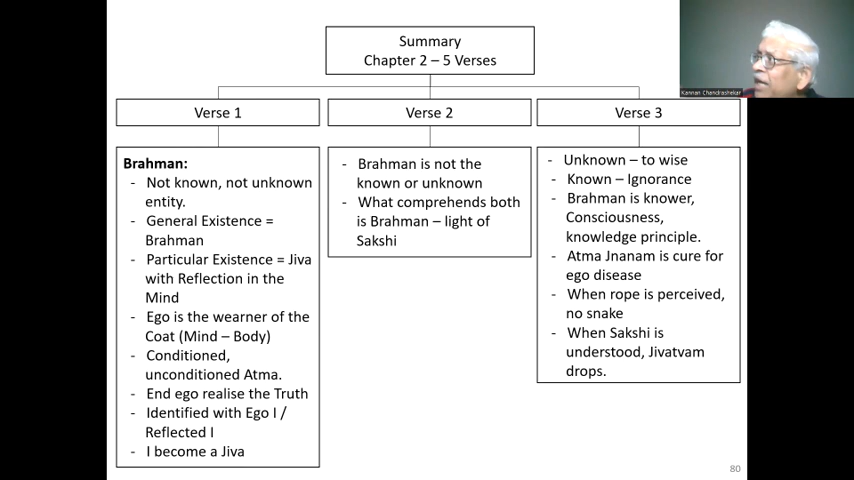 Summary
Chapter 2 – 5 Verses
Kannan Chandrashekar
Verse 1
Verse 2
Verse 3
Brahman:
- Not known, not unknown
entity.
- General Existence =
Brahman
- Particular Existence = Jiva
with Reflection in the
Mind
- Ego is the wearner of the
Coat (Mind – Body)
- Conditioned,
unconditioned Atma.
- End ego realise the Truth
- Identified with Ego I /
Reflected I
- I become a Jiva
- Brahman is not the
known or unknown
- What comprehends both
is Brahman – light of
Sakshi
- Unknown – to wise
- Known – Ignorance
- Brahman is knower,
Consciousness,
knowledge principle.
- Atma Jnanam is cure for
ego disease
- When rope is perceived,
no snake
- When Sakshi is
understood, Jivatvam
drops.
80